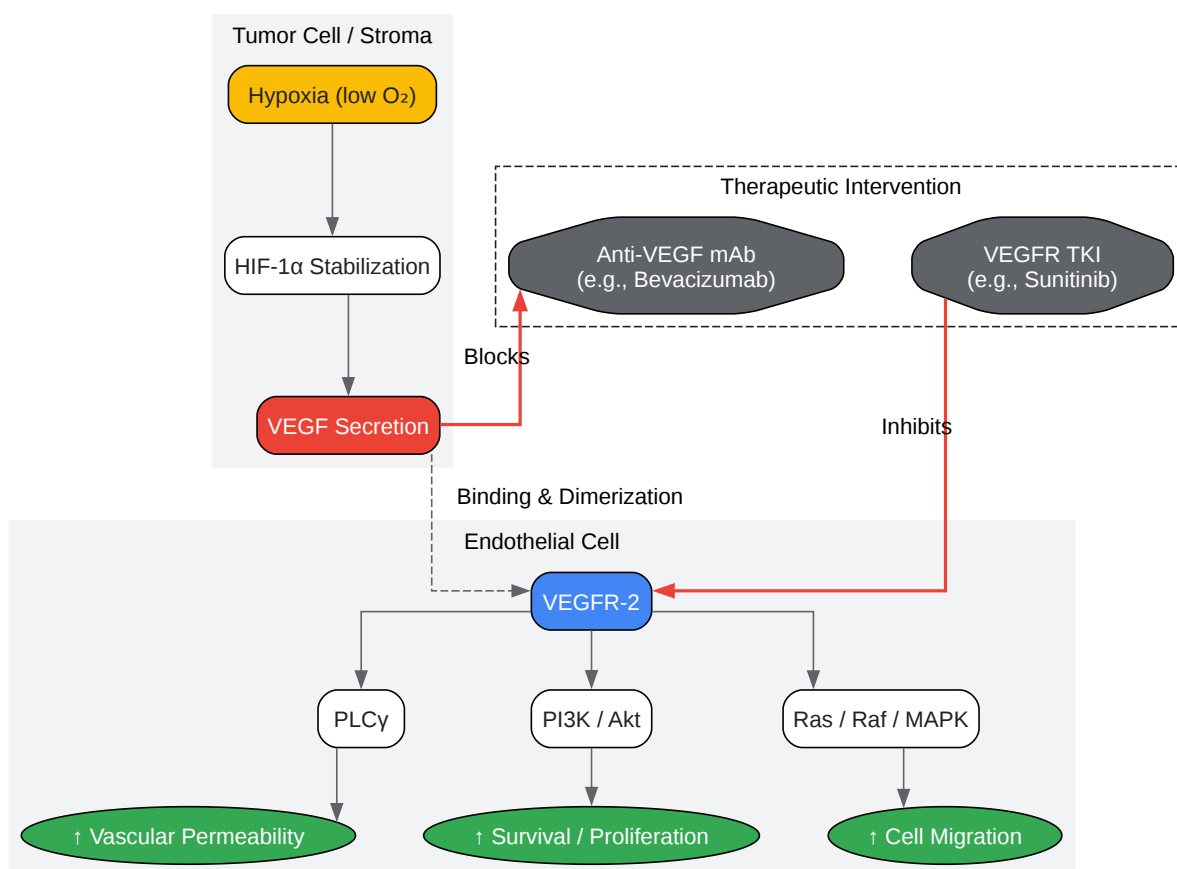 Tumor Cell / Stroma
Hypoxia (low O₂)
Therapeutic Intervention
Anti-VEGF mAb
(e.g., Bevacizumab)
VEGFR TKI
(e.g., Sunitinib)
HIF-1α Stabilization
Blocks
VEGF Secretion
Inhibits
Binding & Dimerization
Endothelial Cell
VEGFR-2
PLCγ
PI3K / Akt
Ras / Raf / MAPK
↑ Vascular Permeability
↑ Survival / Proliferation
↑ Cell Migration